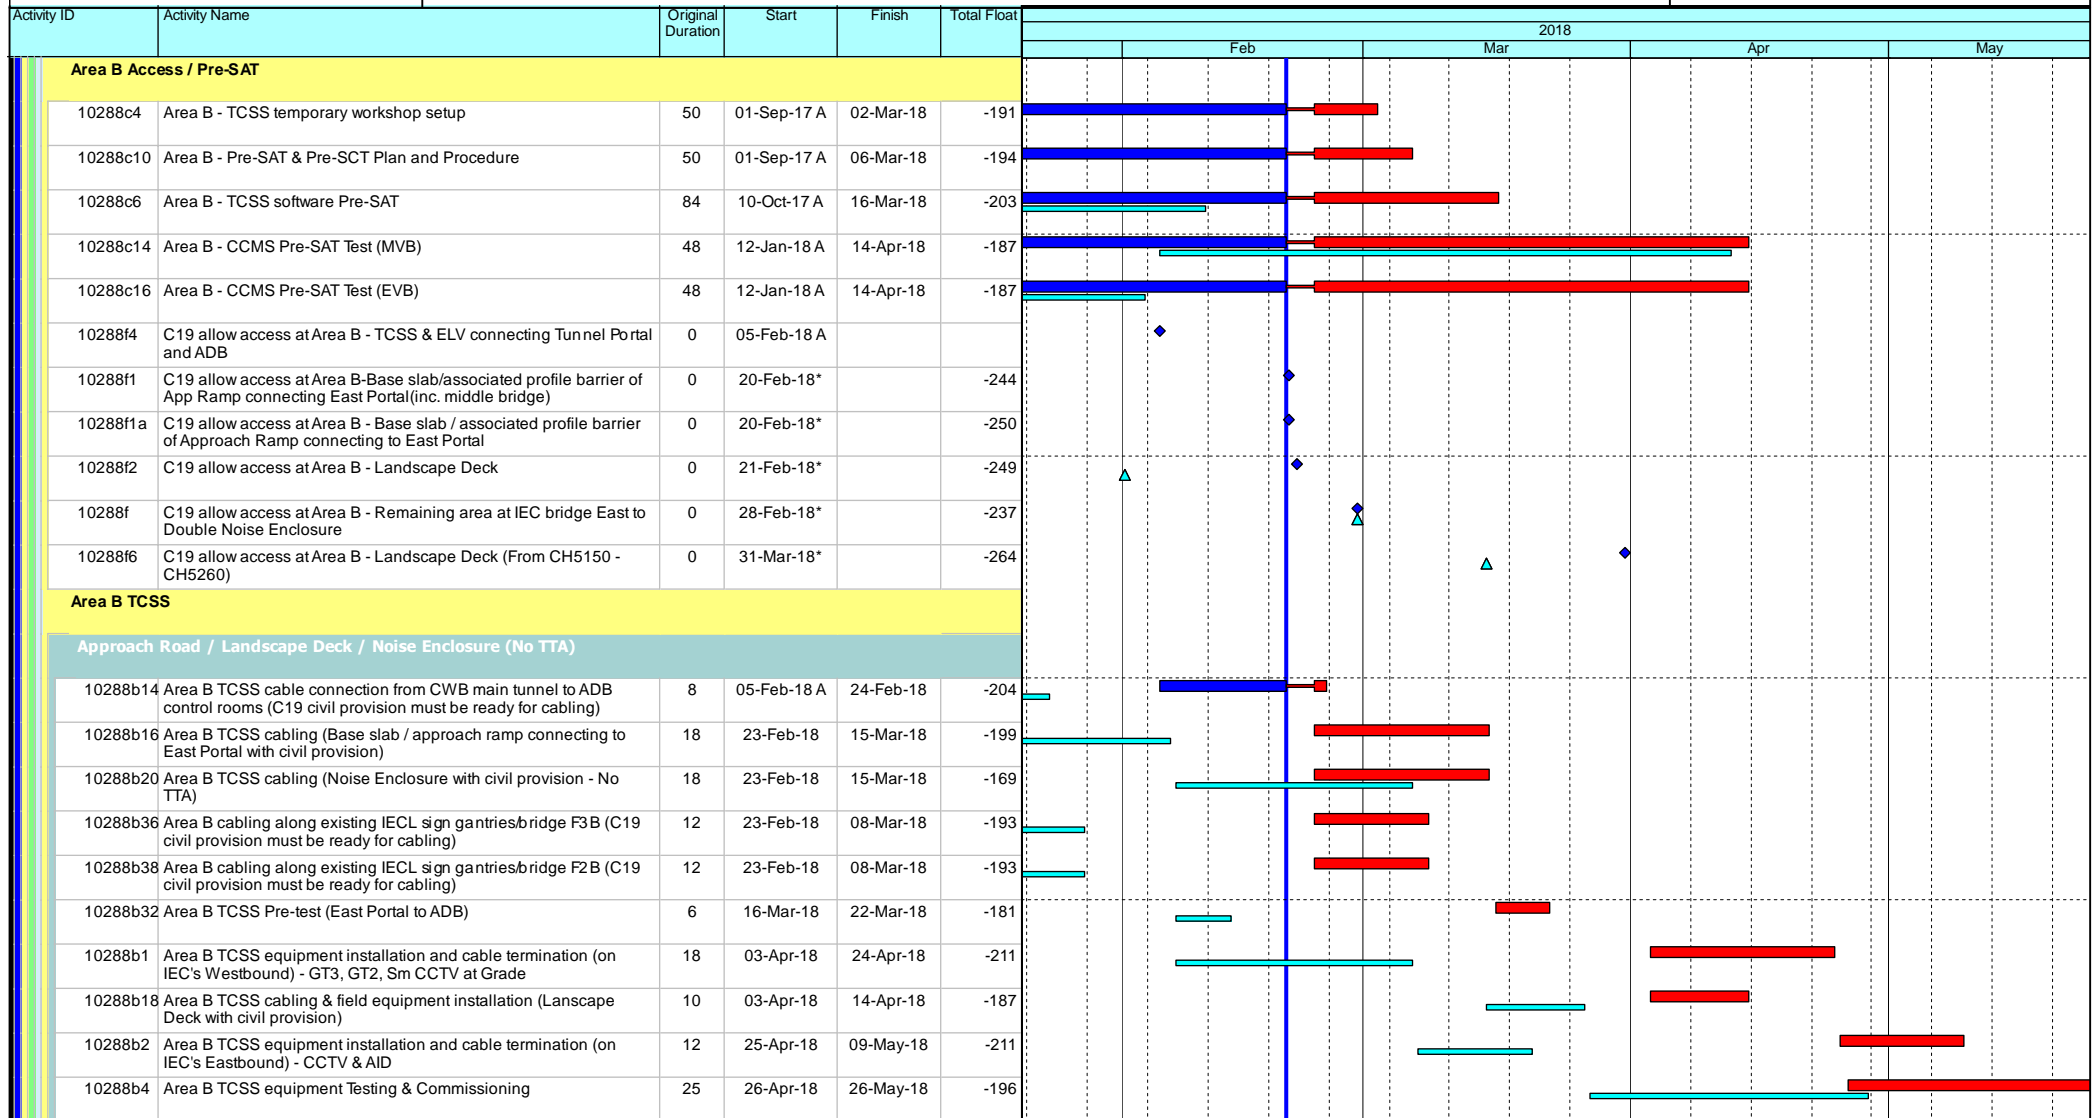 Activity ID Activity Name Original Duration Start Finish Total Float
2018
Feb Mar Apr May
Area B Access / Pre-SAT
10288c4 Area B - TCSS temporary workshop setup 50 01-Sep-17 A 02-Mar-18 -191
10288c10 Area B - Pre-SAT & Pre-SCT Plan and Procedure 50 01-Sep-17 A 06-Mar-18 -194
10288c6 Area B - TCSS software Pre-SAT 84 10-Oct-17 A 16-Mar-18 -203
10288c14 Area B - CCMS Pre-SAT Test (MVB) 48 12-Jan-18 A 14-Apr-18 -187
10288c16 Area B - CCMS Pre-SAT Test (EVB) 48 12-Jan-18 A 14-Apr-18 -187
10288f4 C19 allow access at Area B - TCSS & ELV connecting Tunnel Portal 0 05-Feb-18 A
and ADB
10288f1 C19 allow access at Area B-Base slab/associated profile barrier of 0 20-Feb-18* -244
App Ramp connecting East Portal(inc. middle bridge)
10288f1a C19 allow access at Area B - Base slab / associated profile barrier 0 20-Feb-18* -250
of Approach Ramp connecting to East Portal
10288f2 C19 allow access at Area B - Landscape Deck 0 21-Feb-18* -249
10288f C19 allow access at Area B - Remaining area at IEC bridge East to 0 28-Feb-18* -237
Double Noise Enclosure
10288f6 C19 allow access at Area B - Landscape Deck (From CH5150 - 0 31-Mar-18* -264
CH5260)
Area B TCSS
Approach Road / Landscape Deck / Noise Enclosure (No TTA)
10288b14 Area B TCSS cable connection from CWB main tunnel to ADB 8 05-Feb-18 A 24-Feb-18 -204
control rooms (C19 civil provision must be ready for cabling)
10288b16 Area B TCSS cabling (Base slab / approach ramp connecting to 18 23-Feb-18 15-Mar-18 -199
East Portal with civil provision)
10288b20 Area B TCSS cabling (Noise Enclosure with civil provision - No 18 23-Feb-18 15-Mar-18 -169
TTA)
10288b36 Area B cabling along existing IECL sign gantries/bridge F3B (C19 12 23-Feb-18 08-Mar-18 -193
civil provision must be ready for cabling)
10288b38 Area B cabling along existing IECL sign gantries/bridge F2B (C19 12 23-Feb-18 08-Mar-18 -193
civil provision must be ready for cabling)
10288b32 Area B TCSS Pre-test (East Portal to ADB) 6 16-Mar-18 22-Mar-18 -181
10288b1 Area B TCSS equipment installation and cable termination (on 18 03-Apr-18 24-Apr-18 -211
IEC's Westbound) - GT3, GT2, Sm CCTV at Grade
10288b18 Area B TCSS cabling & field equipment installation (Lanscape 10 03-Apr-18 14-Apr-18 -187
Deck with civil provision)
10288b2 Area B TCSS equipment installation and cable termination (on 12 25-Apr-18 09-May-18 -211
IEC's Eastbound) - CCTV & AID
10288b4 Area B TCSS equipment Testing & Commissioning 25 26-Apr-18 26-May-18 -196